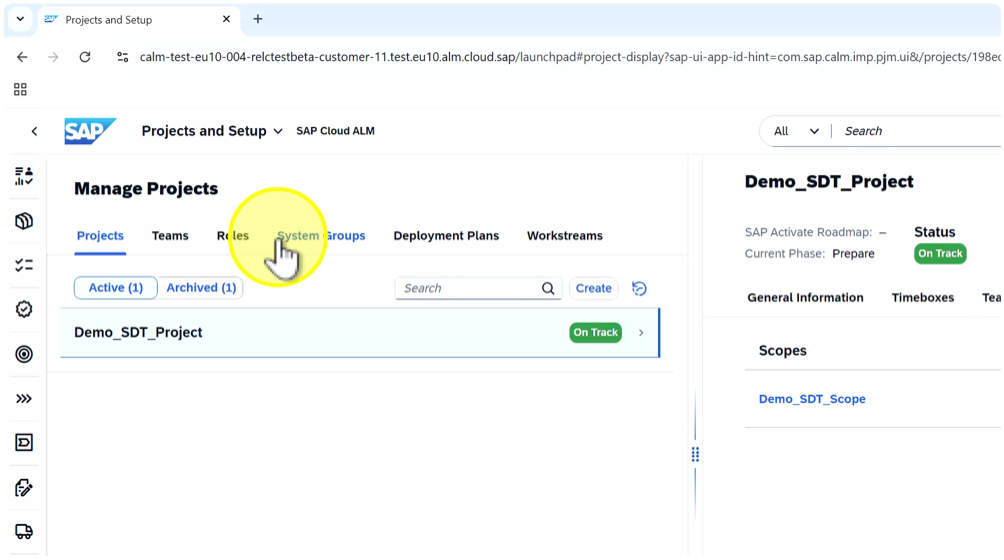 Projects and Setup
calm-test-eu10-004-relctestbeta-customer-11.test.eu10.alm.cloud.sap/launchpad#project-display?sap-ui-app-id-hint=com.sap.calm.imp.pjm.ui&/projects/198ec
SAP Projects and Setup SAP Cloud ALM All Search
Manage Projects
Projects Teams Roles System Groups Deployment Plans Workstreams
Active (1) Archived (1) Search Create
Demo_SDT_Project On Track
Demo_SDT_Project
SAP Activate Roadmap: – Status
Current Phase: Prepare On Track
General Information Timeboxes
Scopes
Demo_SDT_Scope